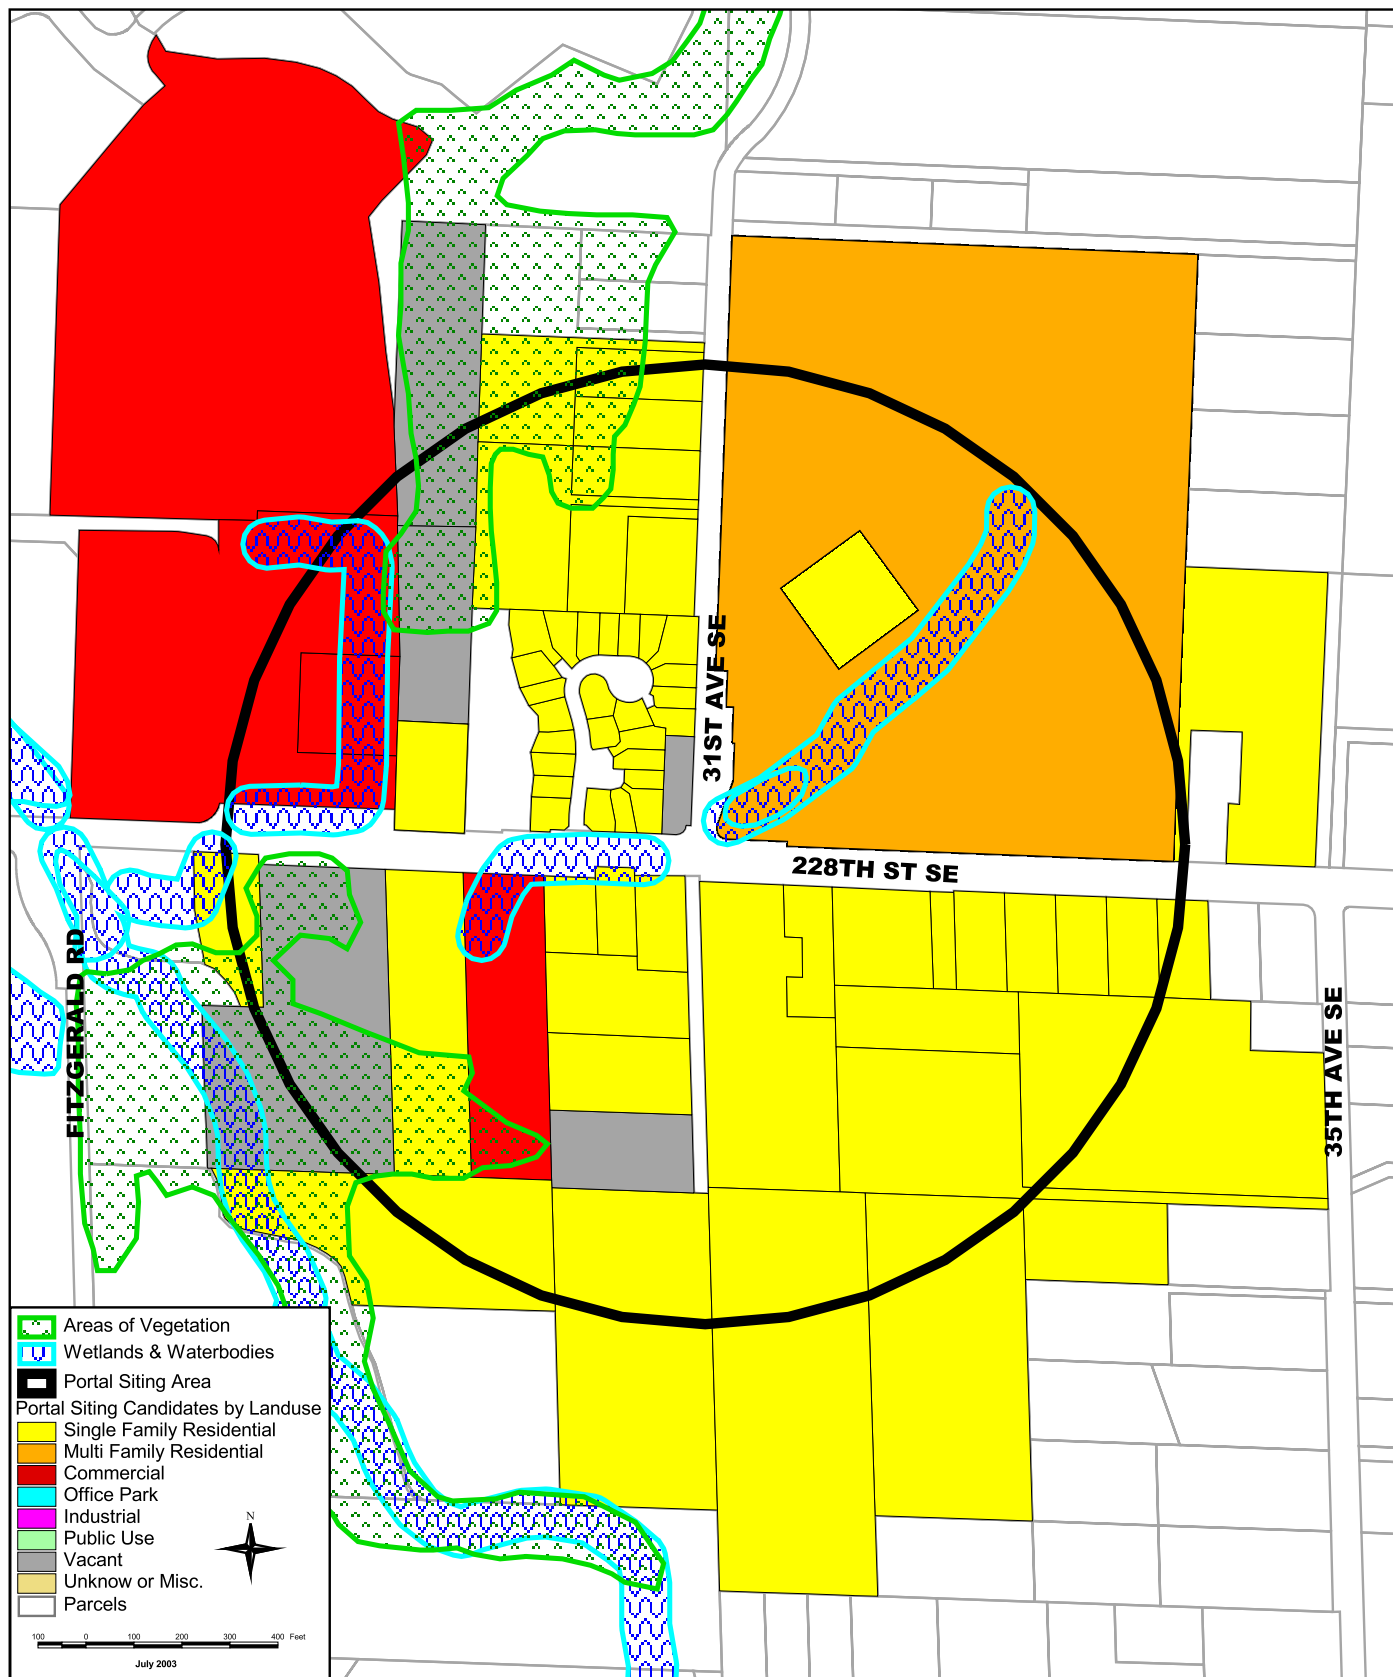 31ST AVE SE
228TH ST SE
FITZGERALD RD
35TH AVE SE
Areas of Vegetation
Wetlands & Waterbodies
Portal Siting Area
Portal Siting Candidates by Landuse
Single Family Residential
Multi Family Residential
Commercial
Office Park
Industrial
Public Use
Vacant
Unknow or Misc.
Parcels
N
100 0 100 200 300 400 Feet
July 2003